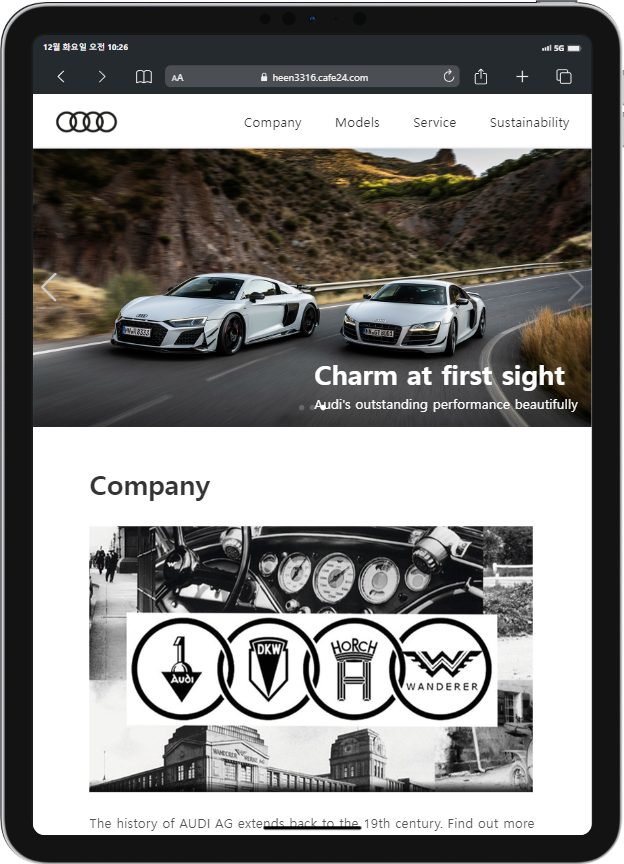 12월 화요일 오전 10:26
5G
AA
heen3316.cafe24.com
Company Models Service Sustainability
Charm at first sight
Audi's outstanding performance beautifully
Company
1
Audi
DKW
HORCH
H
W
WANDERER
The history of AUDI AG extends back to the 19th century. Find out more